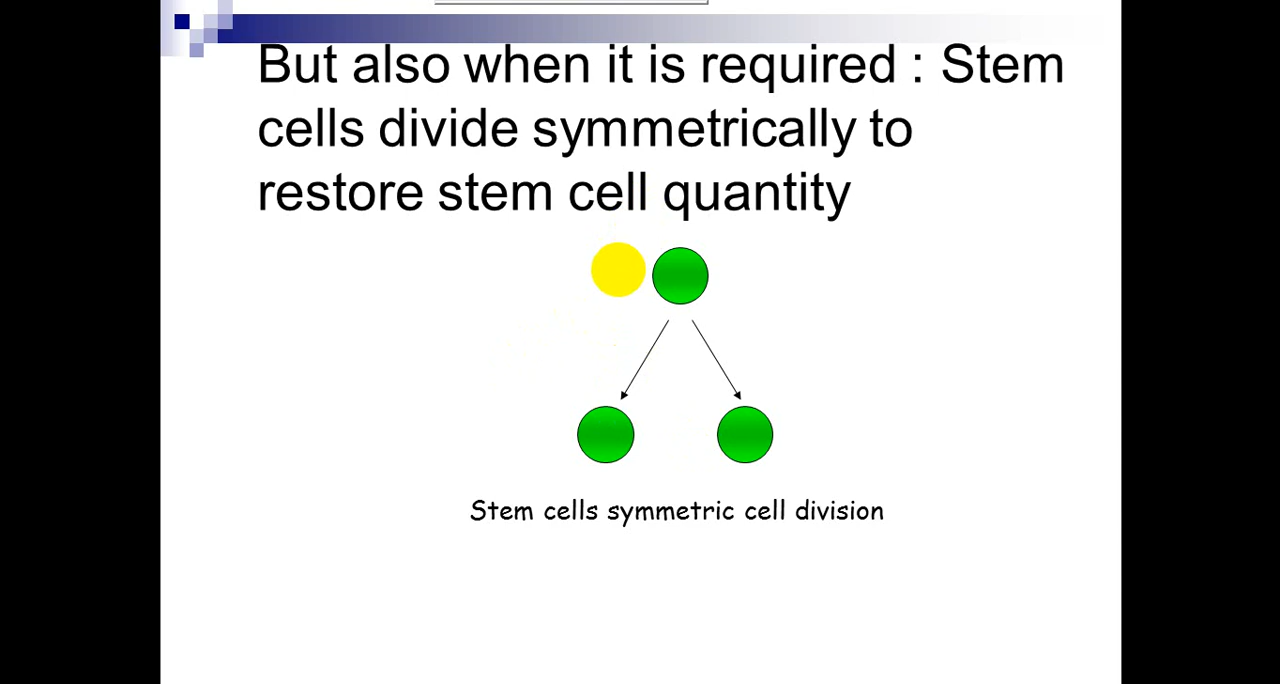 But also when it is required : Stem
cells divide symmetrically to
restore stem cell quantity
Stem cells symmetric cell division